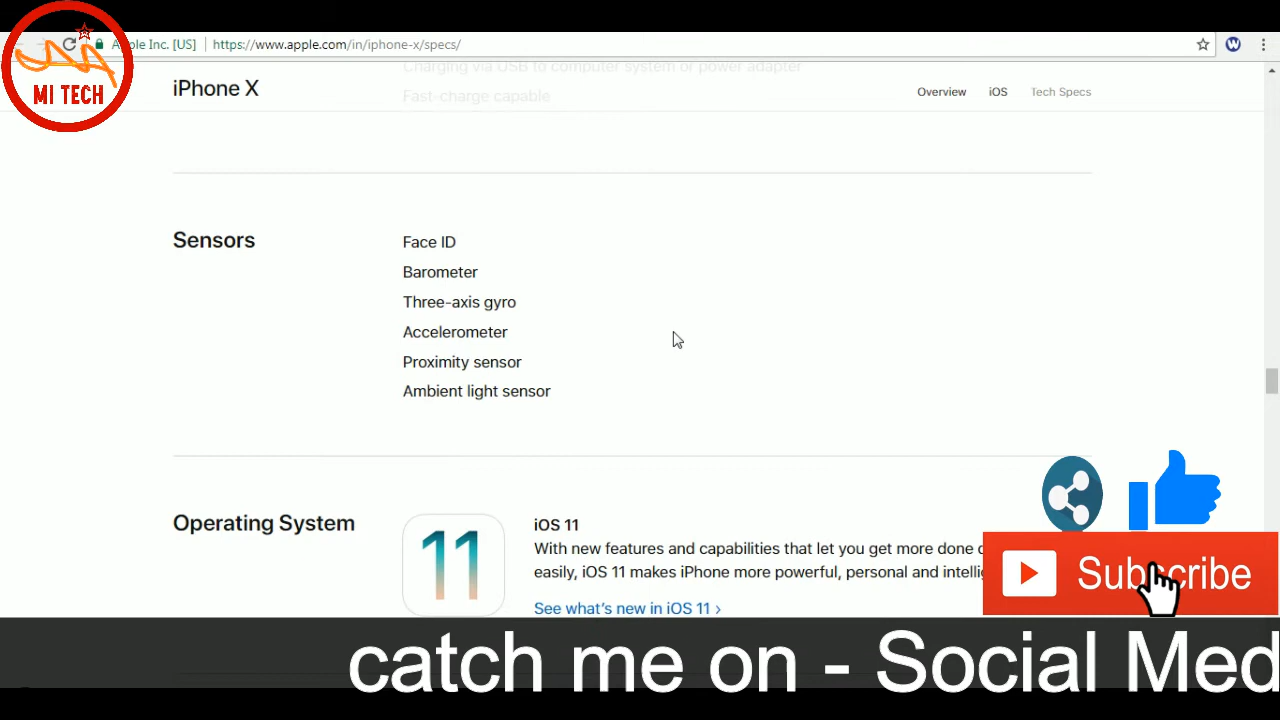 Apple Inc. [US] https://www.apple.com/in/iphone-x/specs/
Charging via USB to computer system or power adapter
Fast-charge capable
iPhone X
Overview iOS Tech Specs
MI TECH
Sensors
Face ID
Barometer
Three-axis gyro
Accelerometer
Proximity sensor
Ambient light sensor
Operating System
11
iOS 11
With new features and capabilities that let you get more done
easily, iOS 11 makes iPhone more powerful, personal and intelli
See what's new in iOS 11 >
Subscribe
catch me on - Social Med